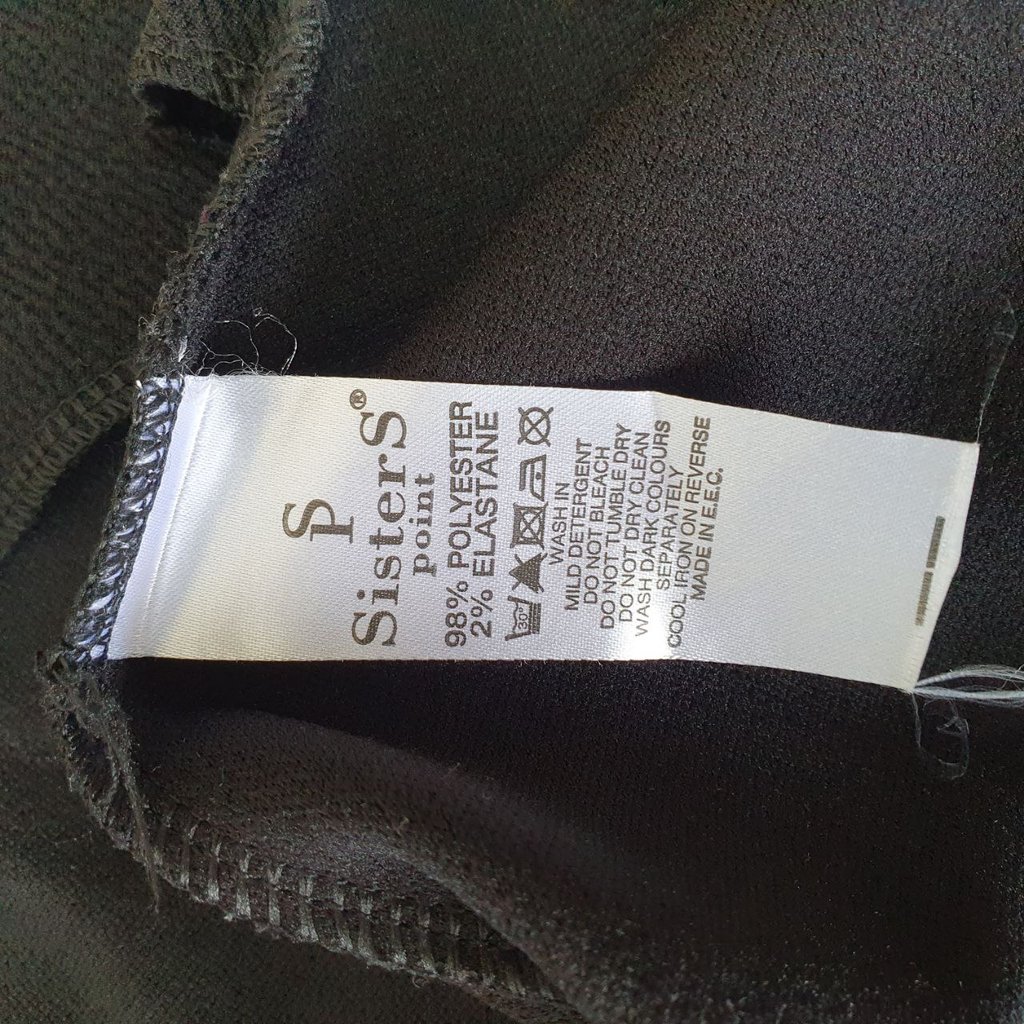 SP
SisterS®
point
98% POLYESTER
2% ELASTANE
30°
WASH IN
MILD DETERGENT
DO NOT BLEACH
DO NOT TUMBLE DRY
DO NOT DRY CLEAN
WASH DARK COLOURS
SEPARATELY
COOL IRON ON REVERSE
MADE IN E.E.C.